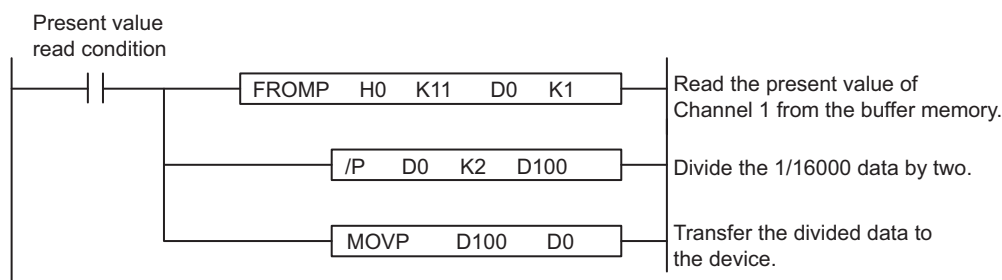 Present value
read condition
FROMP H0 K11 D0 K1
Read the present value of
Channel 1 from the buffer memory.
/P D0 K2 D100
Divide the 1/16000 data by two.
MOVP D100 D0
Transfer the divided data to
the device.